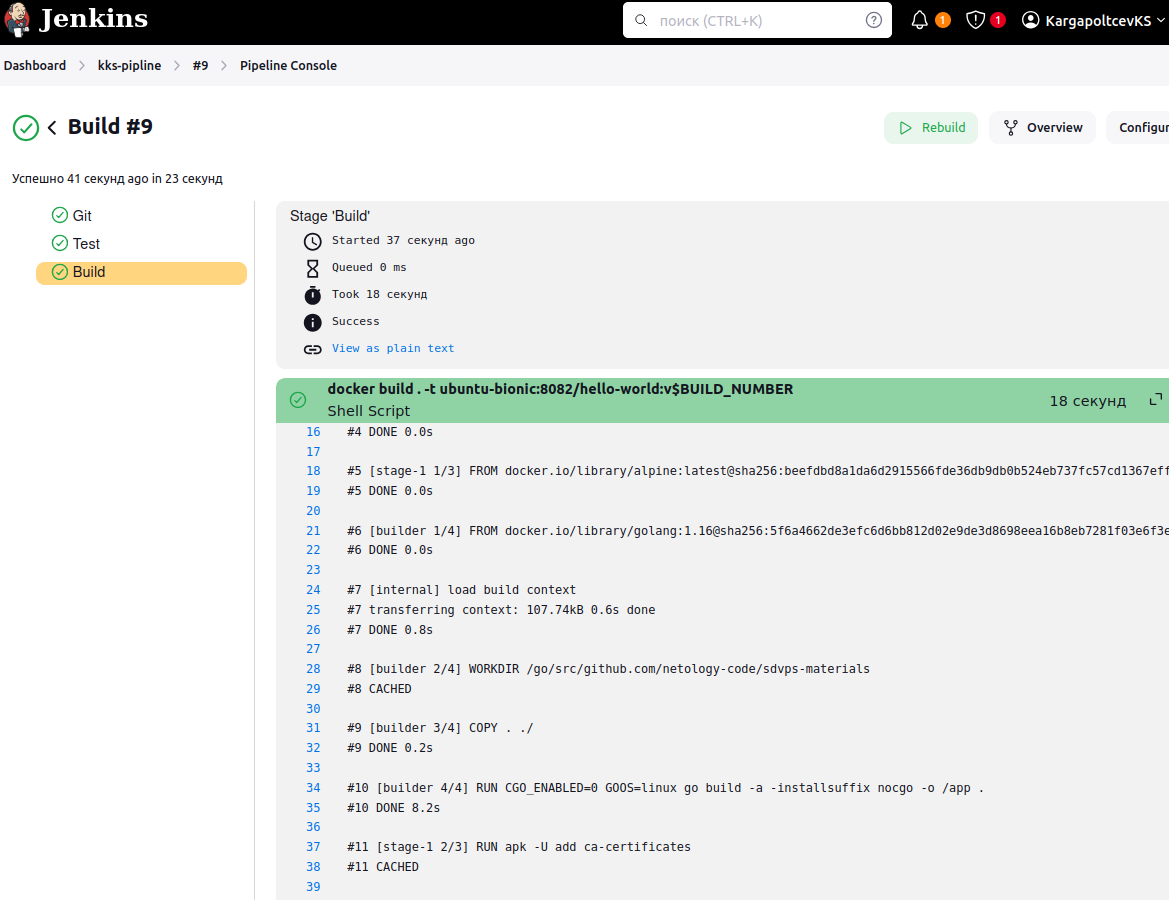 Jenkins
поиск (CTRL+K)
?
1
1
KargapoltcevKS
Dashboard
kks-pipline
#9
Pipeline Console
Build #9
Rebuild
Overview
Configur
Успешно 41 секунд ago in 23 секунд
Git
Test
Build
Stage 'Build'
Started 37 секунд ago
Queued 0 ms
Took 18 секунд
Success
View as plain text
docker build . -t ubuntu-bionic:8082/hello-world:v$BUILD_NUMBER
Shell Script
18 секунд
16 #4 DONE 0.0s
17
18 #5 [stage-1 1/3] FROM docker.io/library/alpine:latest@sha256:beefdbd8a1da6d2915566fde36db9db0b524eb737fc57cd1367eff
19 #5 DONE 0.0s
20
21 #6 [builder 1/4] FROM docker.io/library/golang:1.16@sha256:5f6a4662de3efc6d6bb812d02e9de3d8698eea16b8eb7281f03e6f3e
22 #6 DONE 0.0s
23
24 #7 [internal] load build context
25 #7 transferring context: 107.74kB 0.6s done
26 #7 DONE 0.8s
27
28 #8 [builder 2/4] WORKDIR /go/src/github.com/netology-code/sdvps-materials
29 #8 CACHED
30
31 #9 [builder 3/4] COPY . ./
32 #9 DONE 0.2s
33
34 #10 [builder 4/4] RUN CGO_ENABLED=0 GOOS=linux go build -a -installsuffix nocgo -o /app .
35 #10 DONE 8.2s
36
37 #11 [stage-1 2/3] RUN apk -U add ca-certificates
38 #11 CACHED
39